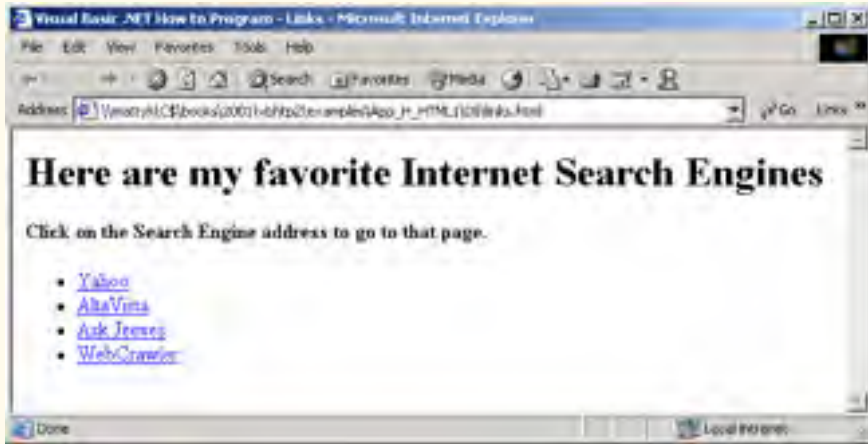 Visual Basic .NET How to Program - Links - Microsoft Internet Explorer
File Edit View Favorites Tools Help
Search Favorites Media
Address Go Links »
Here are my favorite Internet Search Engines
Click on the Search Engine address to go to that page.
Yahoo
AltaVista
Ask Jeeves
WebCrawler
Done Local intranet